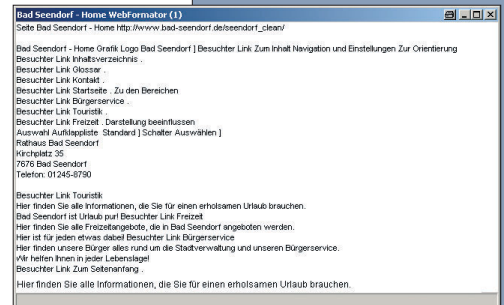 Bad Seendorf - Home WebFormator (1)
Seite Bad Seendorf - Home http://www.bad-seendorf.de/seendorf_clean/
Bad Seendorf - Home Grafik Logo Bad Seendorf ] Besuchter Link Zum Inhalt Navigation und Einstellungen Zur Orientierung
Besuchter Link Inhaltsverzeichnis .
Besuchter Link Glossar .
Besuchter Link Kontakt .
Besuchter Link Startseite . Zu den Bereichen
Besuchter Link Bürgerservice .
Besuchter Link Touristik .
Besuchter Link Freizeit . Darstellung beeinflussen
Auswahl Aufklappliste Standard ] Schalter Auswählen ]
Rathaus Bad Seendorf
Kirchplatz 35
7676 Bad Seendorf
Telefon: 01245-8790
Besuchter Link Touristik
Hier finden Sie alle Informationen, die Sie für einen erholsamen Urlaub brauchen.
Bad Seendorf ist Urlaub pur! Besuchter Link Freizeit
Hier finden Sie alle Freizeitangebote, die in Bad Seendorf angeboten werden.
Hier ist für jeden etwas dabei! Besuchter Link Bürgerservice
Hier finden unsere Bürger alles rund um die Stadtverwaltung und unseren Bürgerservice.
Wir helfen Ihnen in jeder Lebenslage!
Besuchter Link Zum Seitenanfang .
Hier finden Sie alle Informationen, die Sie für einen erholsamen Urlaub brauchen.